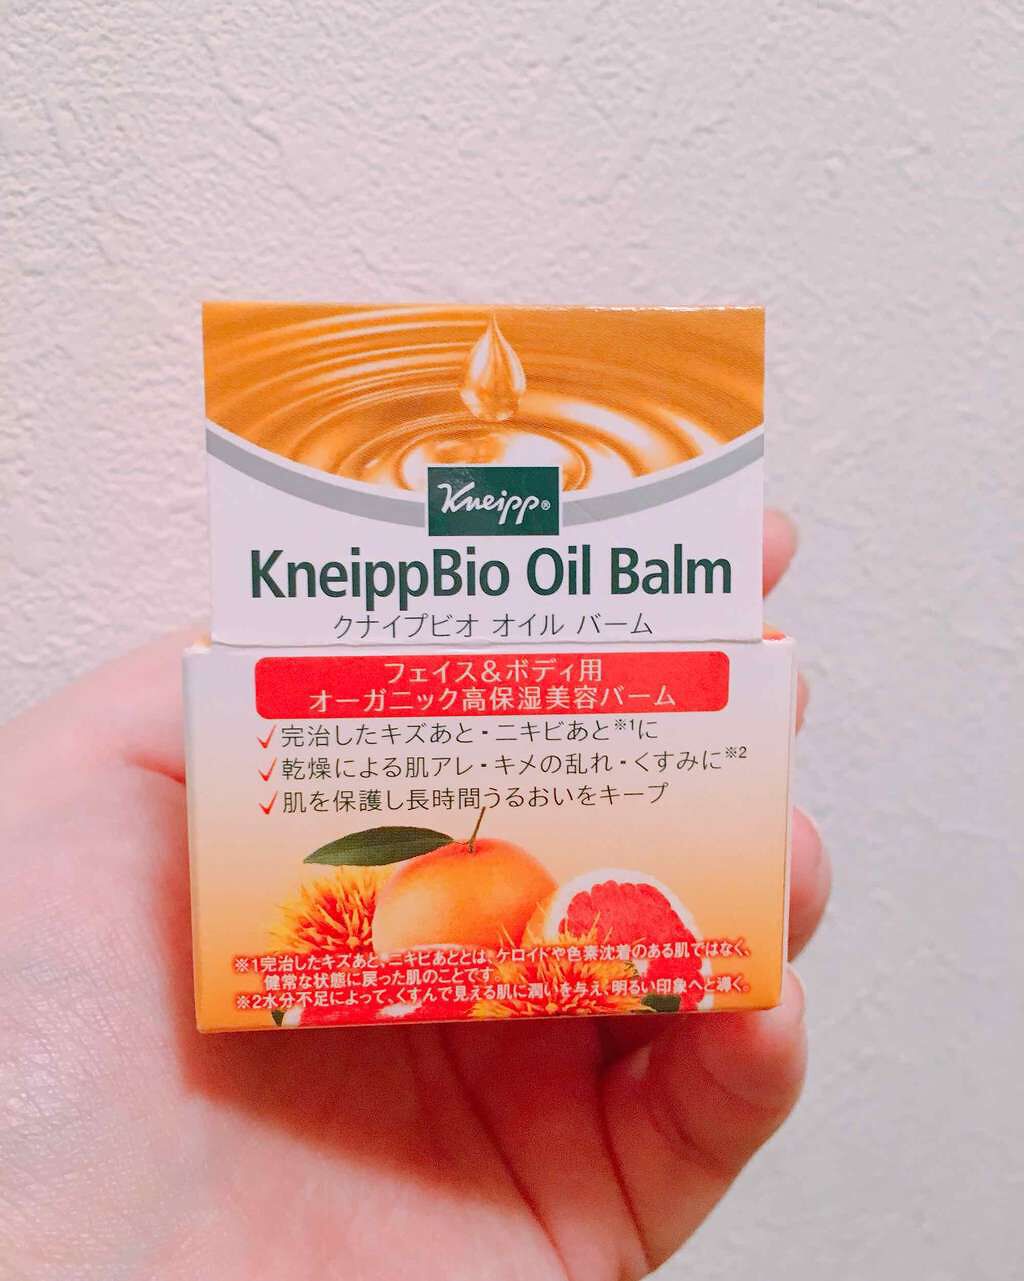 Kneipp®
KneippBio Oil Balm
クナイプビオ オイル バーム
フェイス&ボディ用
オーガニック高保湿美容バーム
✓完治したキズあと・ニキビあと※1に
✓乾燥による肌アレ・キメの乱れ・くすみに※2
✓肌を保護し長時間うるおいをキープ
※1完治したキズあと、ニキビあととは、ケロイドや色素沈着のある肌ではなく、
健常な状態に戻った肌のことです。
※2水分不足によって、くすんで見える肌に潤いを与え、明るい印象へと導く。